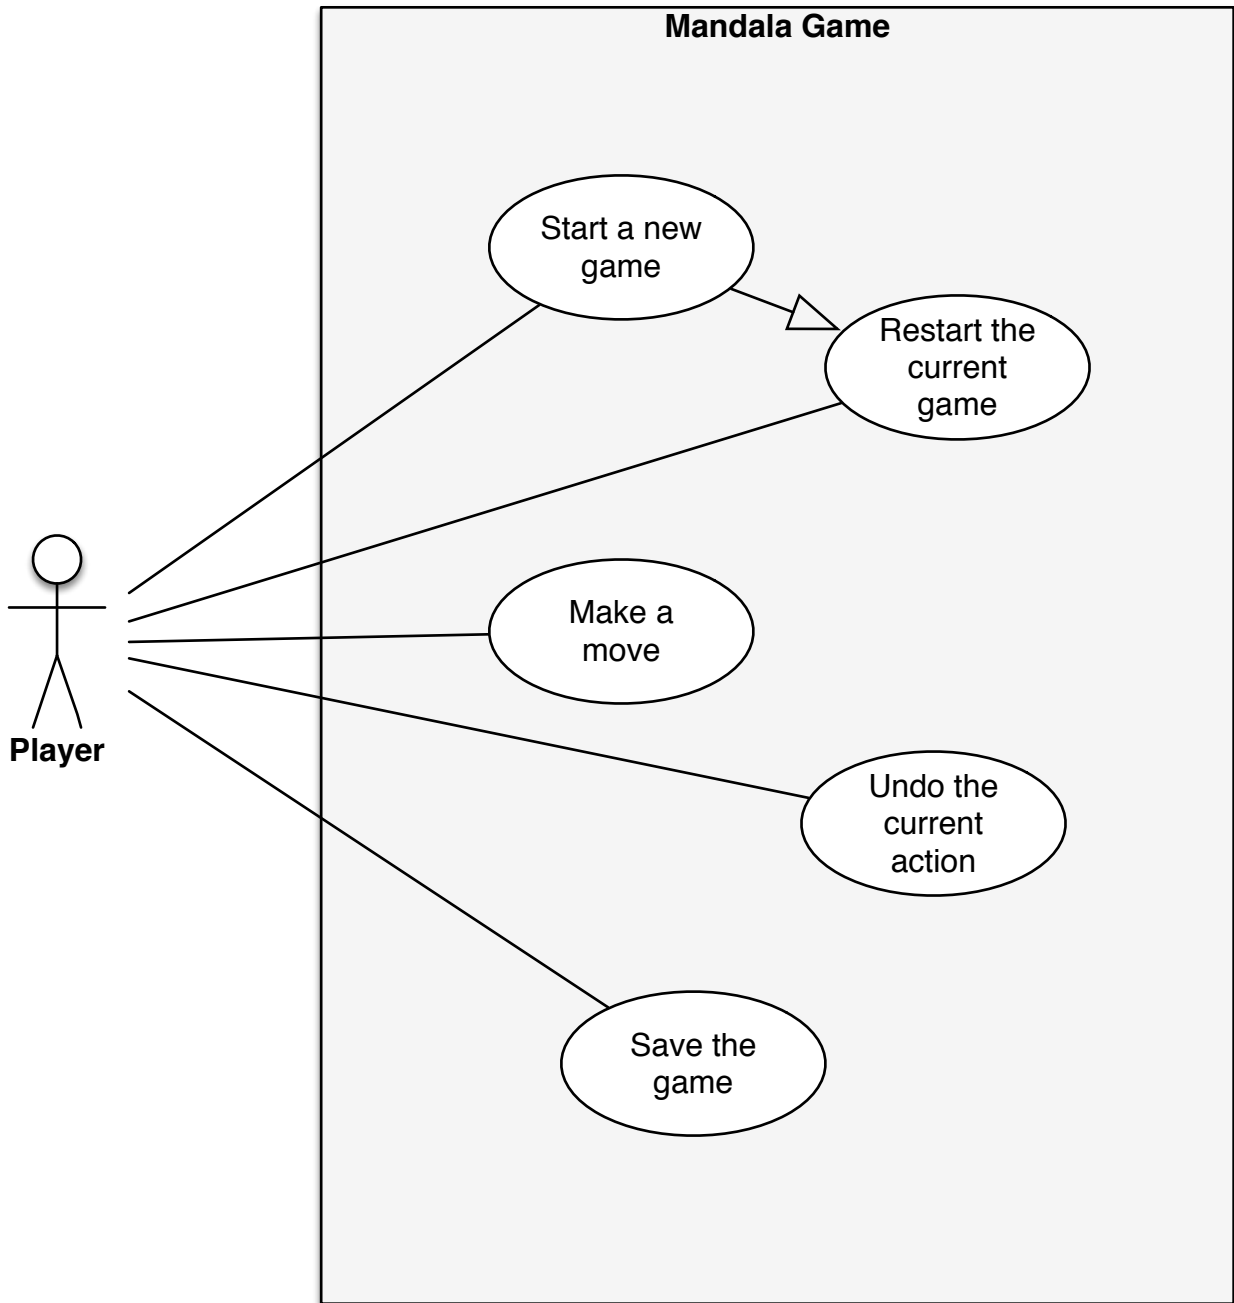 Mandala Game
Start a new
game
Restart the
current
game
Make a
move
Player
Undo the
current
action
Save the
game